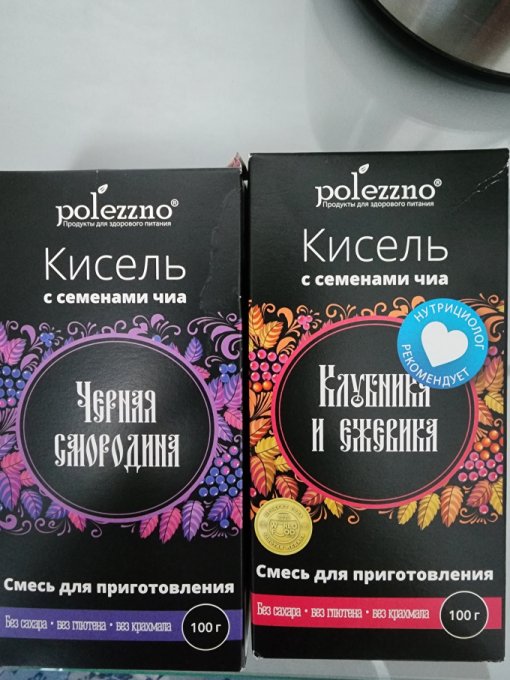 polezzno®
Продукты для здорового питания
Кисель
с семенами чиа
Черная
смородина
Смесь для приготовления
Без сахара • без глютена • без крахмала
100 г
polezzno®
Продукты для здорового питания
Кисель
с семенами чиа
НУТРИЦИОЛОГ
РЕКОМЕНДУЕТ
Клубника
и ежевика
Смесь для приготовления
Без сахара • без глютена • без крахмала
100 г